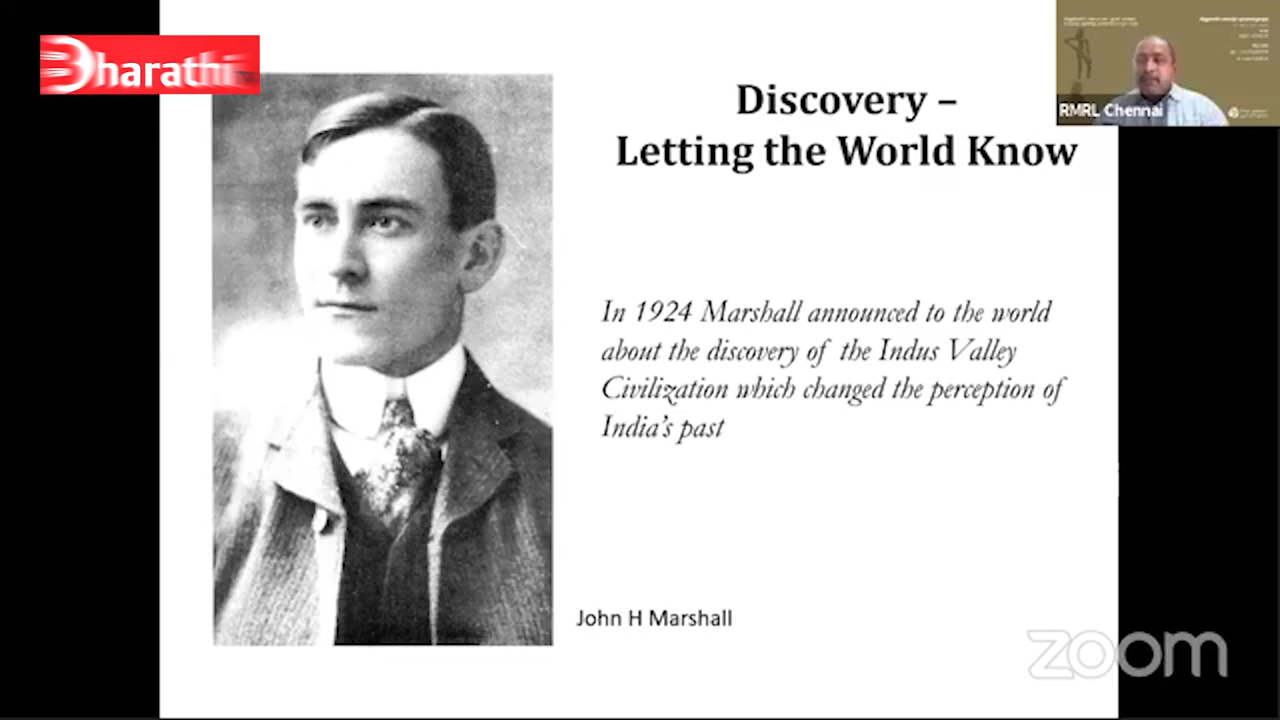 Bharathi
Discovery –
Letting the World Know
RMRL Chennai
In 1924 Marshall announced to the world
about the discovery of the Indus Valley
Civilization which changed the perception of
India's past
John H Marshall
zoom